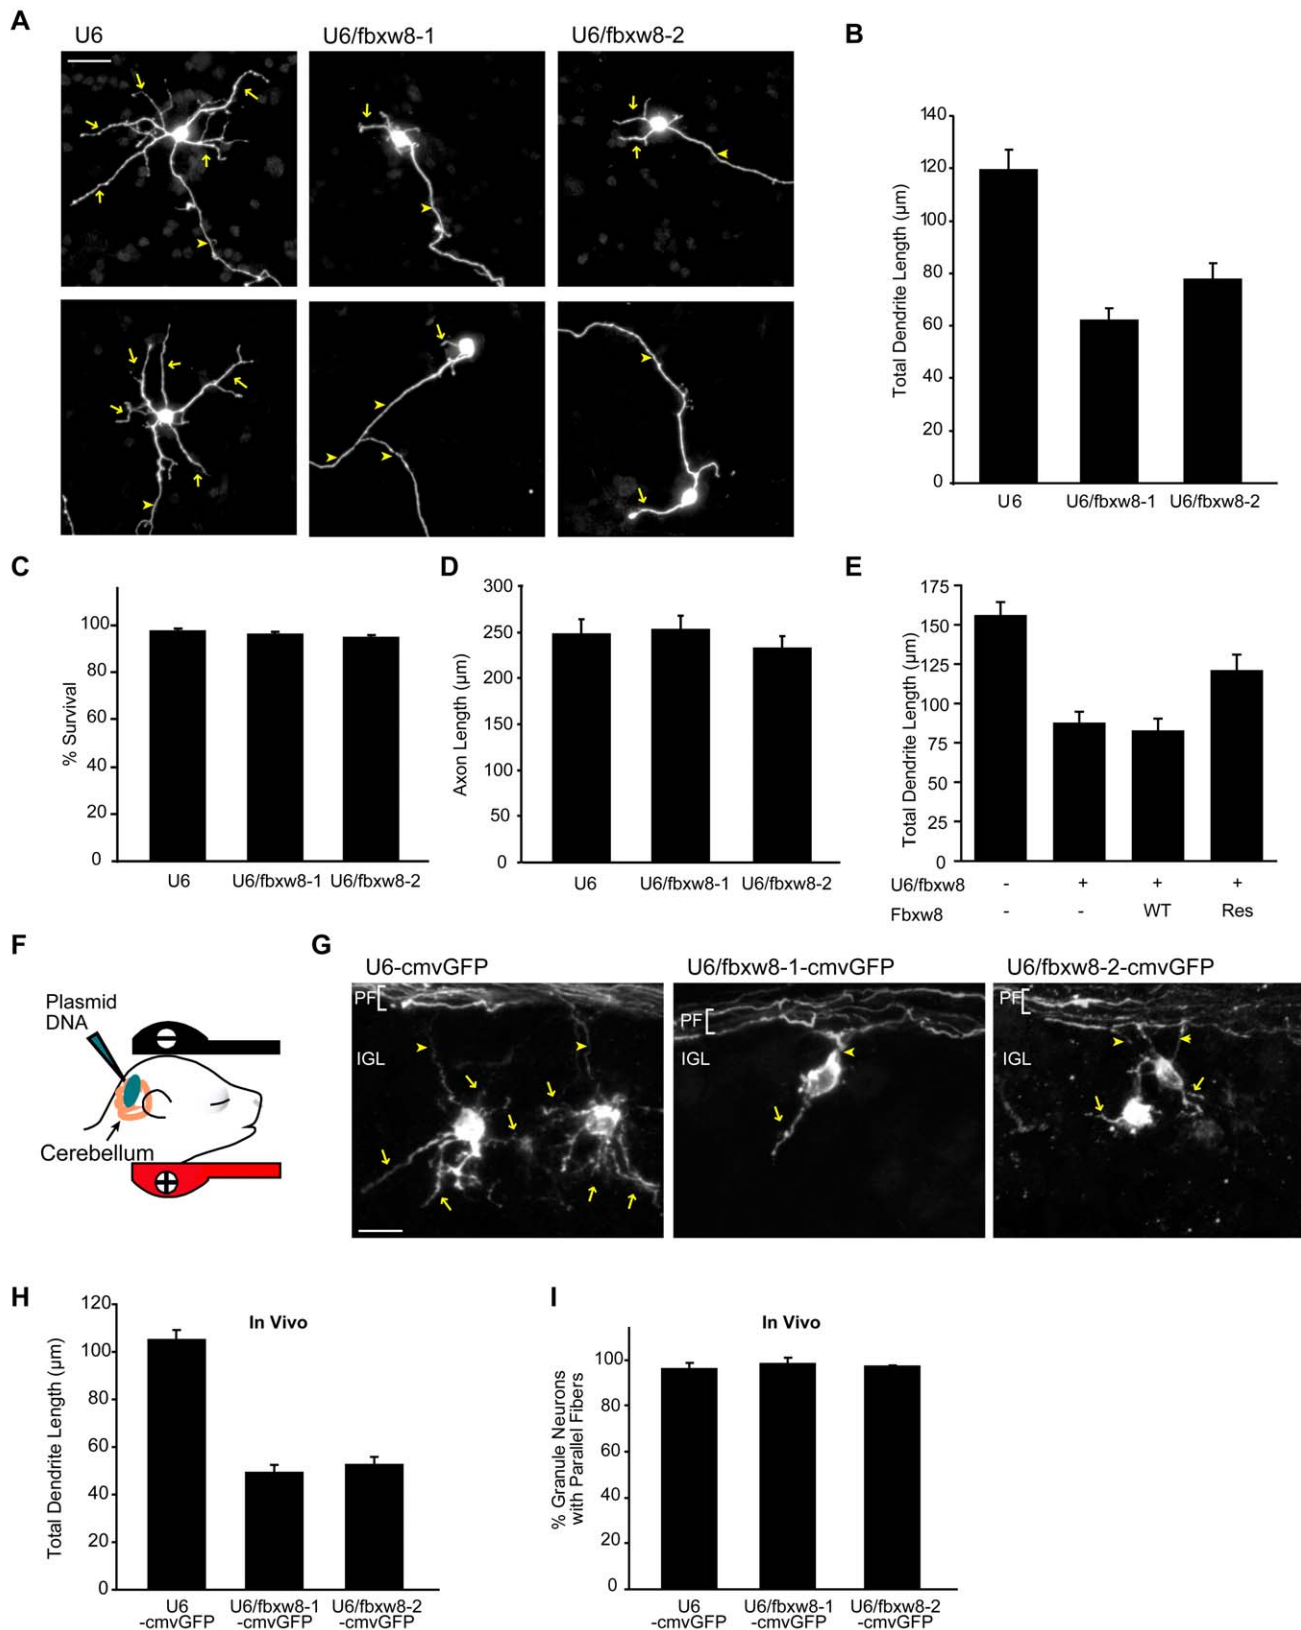 A
U6
U6/fbxw8-1
U6/fbxw8-2
B
Total Dendrite Length (μm)
140
120
100
80
60
40
20
0
U6
U6/fbxw8-1
U6/fbxw8-2
C
% Survival
100
80
60
40
20
0
U6
U6/fbxw8-1
U6/fbxw8-2
D
Axon Length (μm)
300
250
200
150
100
50
0
U6
U6/fbxw8-1
U6/fbxw8-2
E
Total Dendrite Length (μm)
175
150
125
100
75
50
25
0
U6/fbxw8 - + + +
Fbxw8 - - WT Res
F
Plasmid
DNA
Cerebellum
G
U6-cmvGFP
U6/fbxw8-1-cmvGFP
U6/fbxw8-2-cmvGFP
PF
IGL
PF
IGL
PF
IGL
H
In Vivo
Total Dendrite Length (μm)
120
100
80
60
40
20
0
U6
-cmvGFP
U6/fbxw8-1
-cmvGFP
U6/fbxw8-2
-cmvGFP
I
In Vivo
% Granule Neurons
with Parallel Fibers
100
80
60
40
20
0
U6
-cmvGFP
U6/fbxw8-1
-cmvGFP
U6/fbxw8-2
-cmvGFP